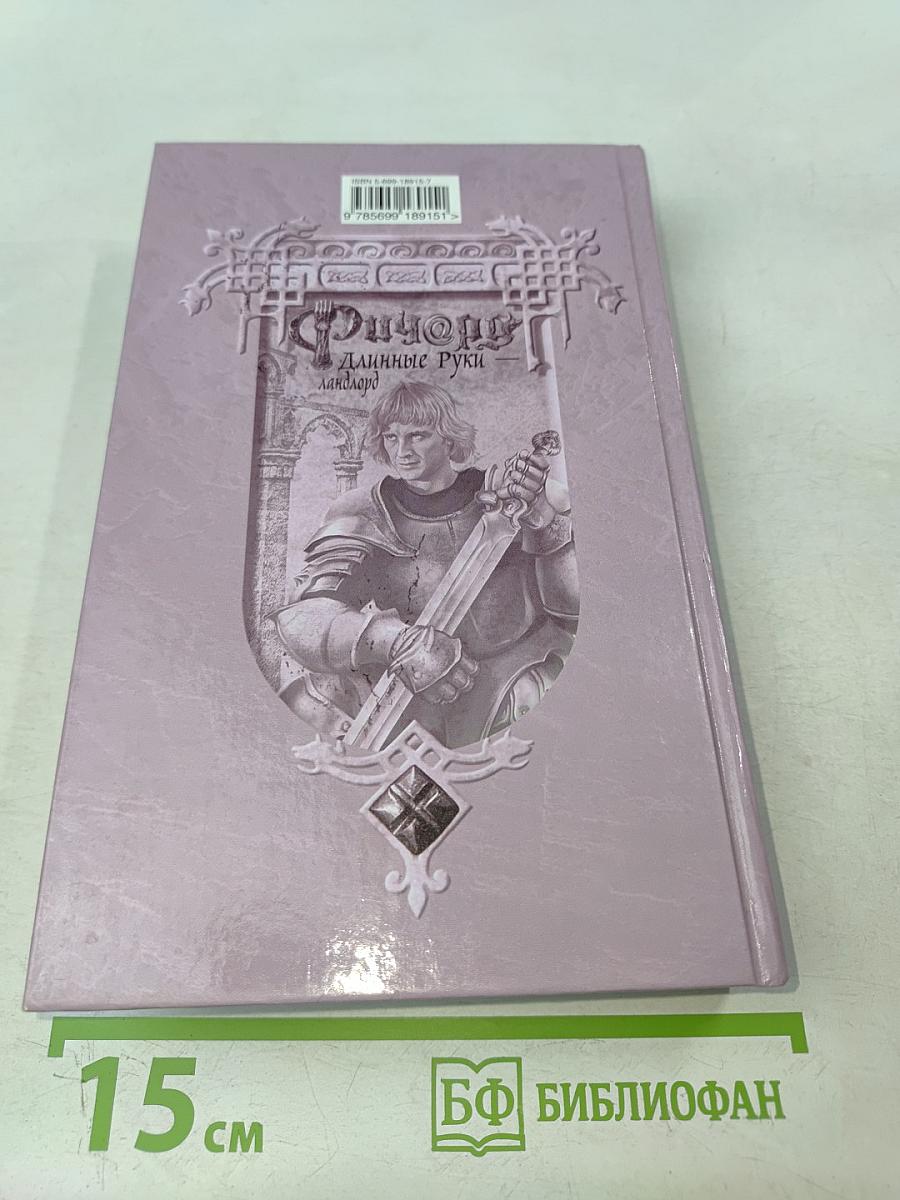 ISBN 5-699-18915-7
9 785699 189151 >
Ричард
Длинные Руки —
ландлорд
15 см
БФ БИБЛИОФАН